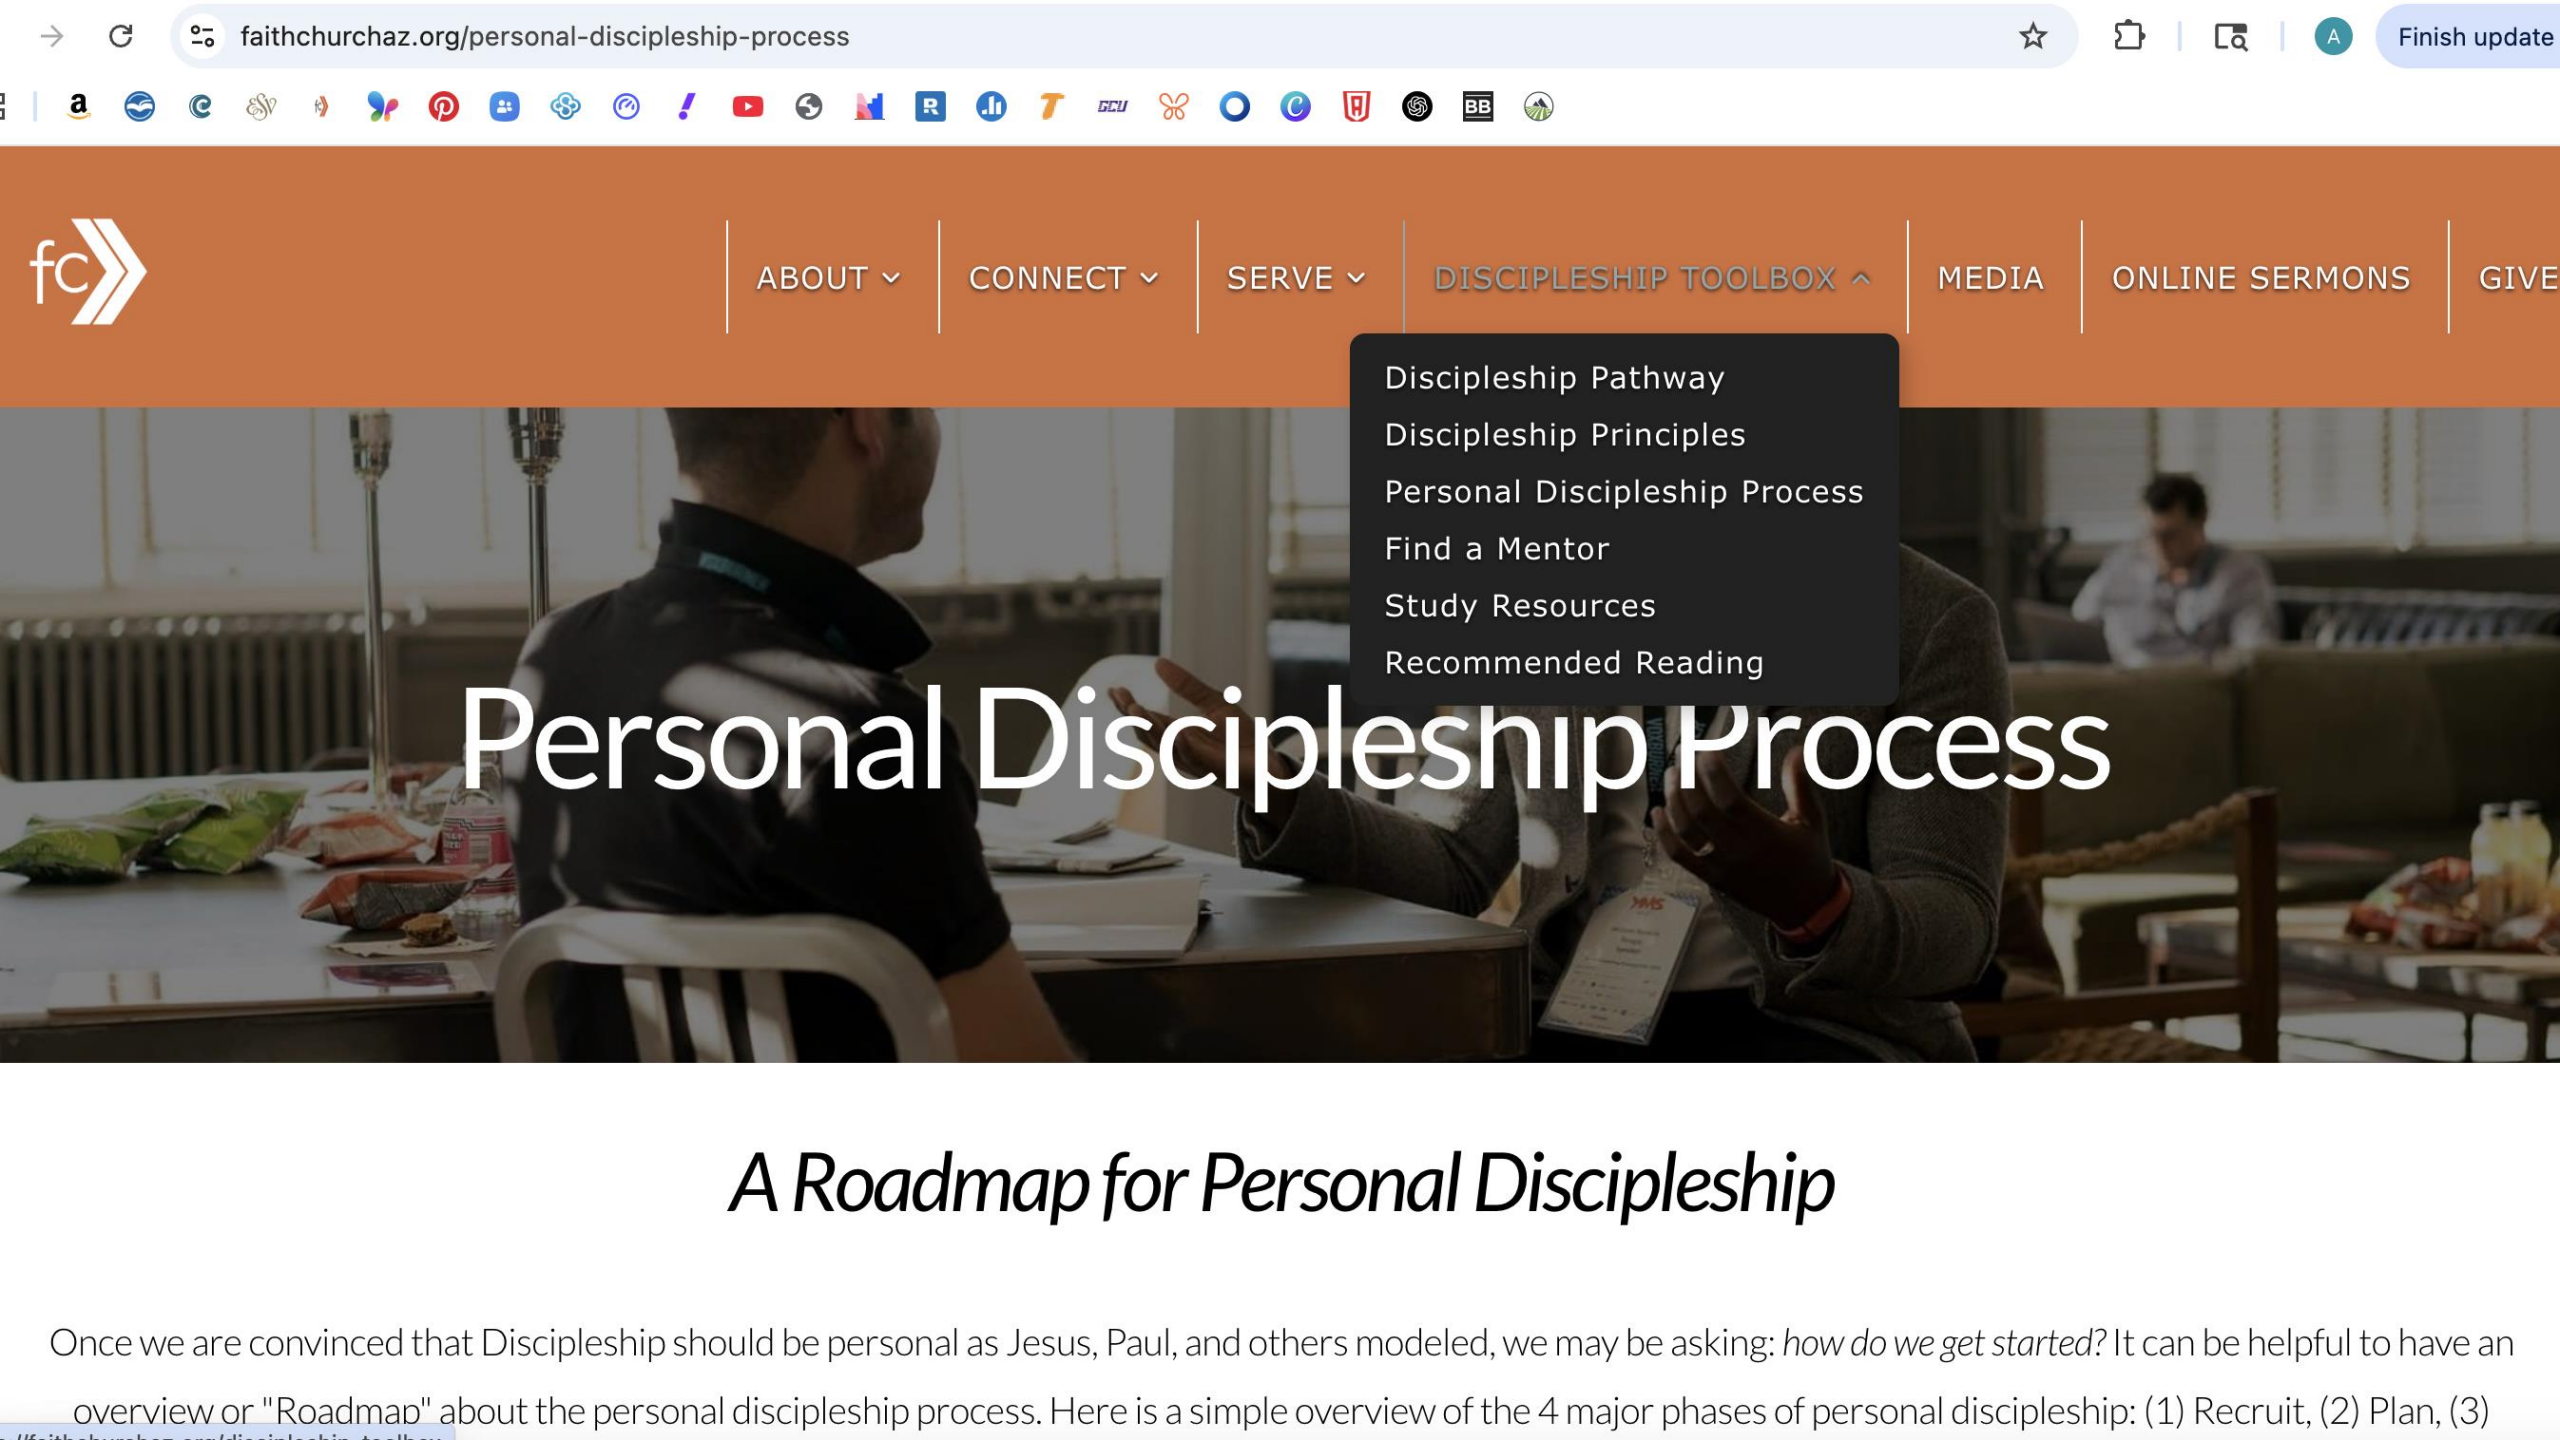 faithchurchaz.org/personal-discipleship-process
A
Finish update
a
ESV
R
T
GCU
C
BB
fc
ABOUT
CONNECT
SERVE
DISCIPLESHIP TOOLBOX
MEDIA
ONLINE SERMONS
GIVE
Discipleship Pathway
Discipleship Principles
Personal Discipleship Process
Find a Mentor
Study Resources
Recommended Reading
Personal Discipleship Process
A Roadmap for Personal Discipleship
Once we are convinced that Discipleship should be personal as Jesus, Paul, and others modeled, we may be asking: how do we get started? It can be helpful to have an
overview or "Roadmap" about the personal discipleship process. Here is a simple overview of the 4 major phases of personal discipleship: (1) Recruit, (2) Plan, (3)